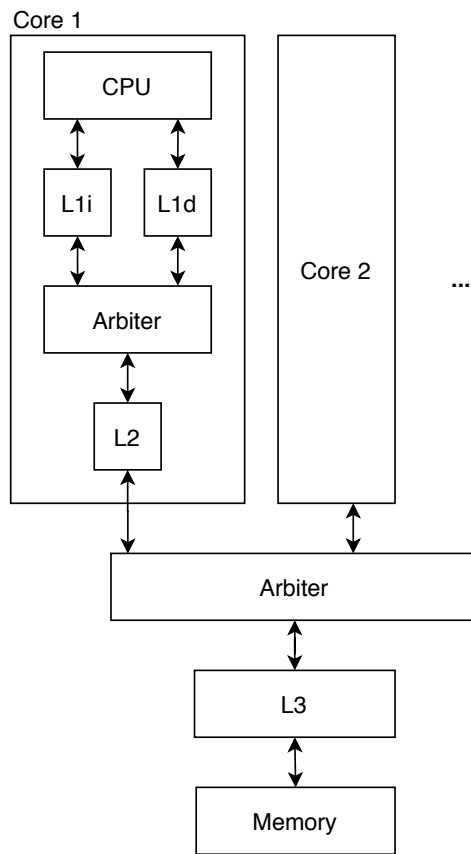 Core 1
CPU
L1i
L1d
Arbiter
L2
Core 2
...
Arbiter
L3
Memory